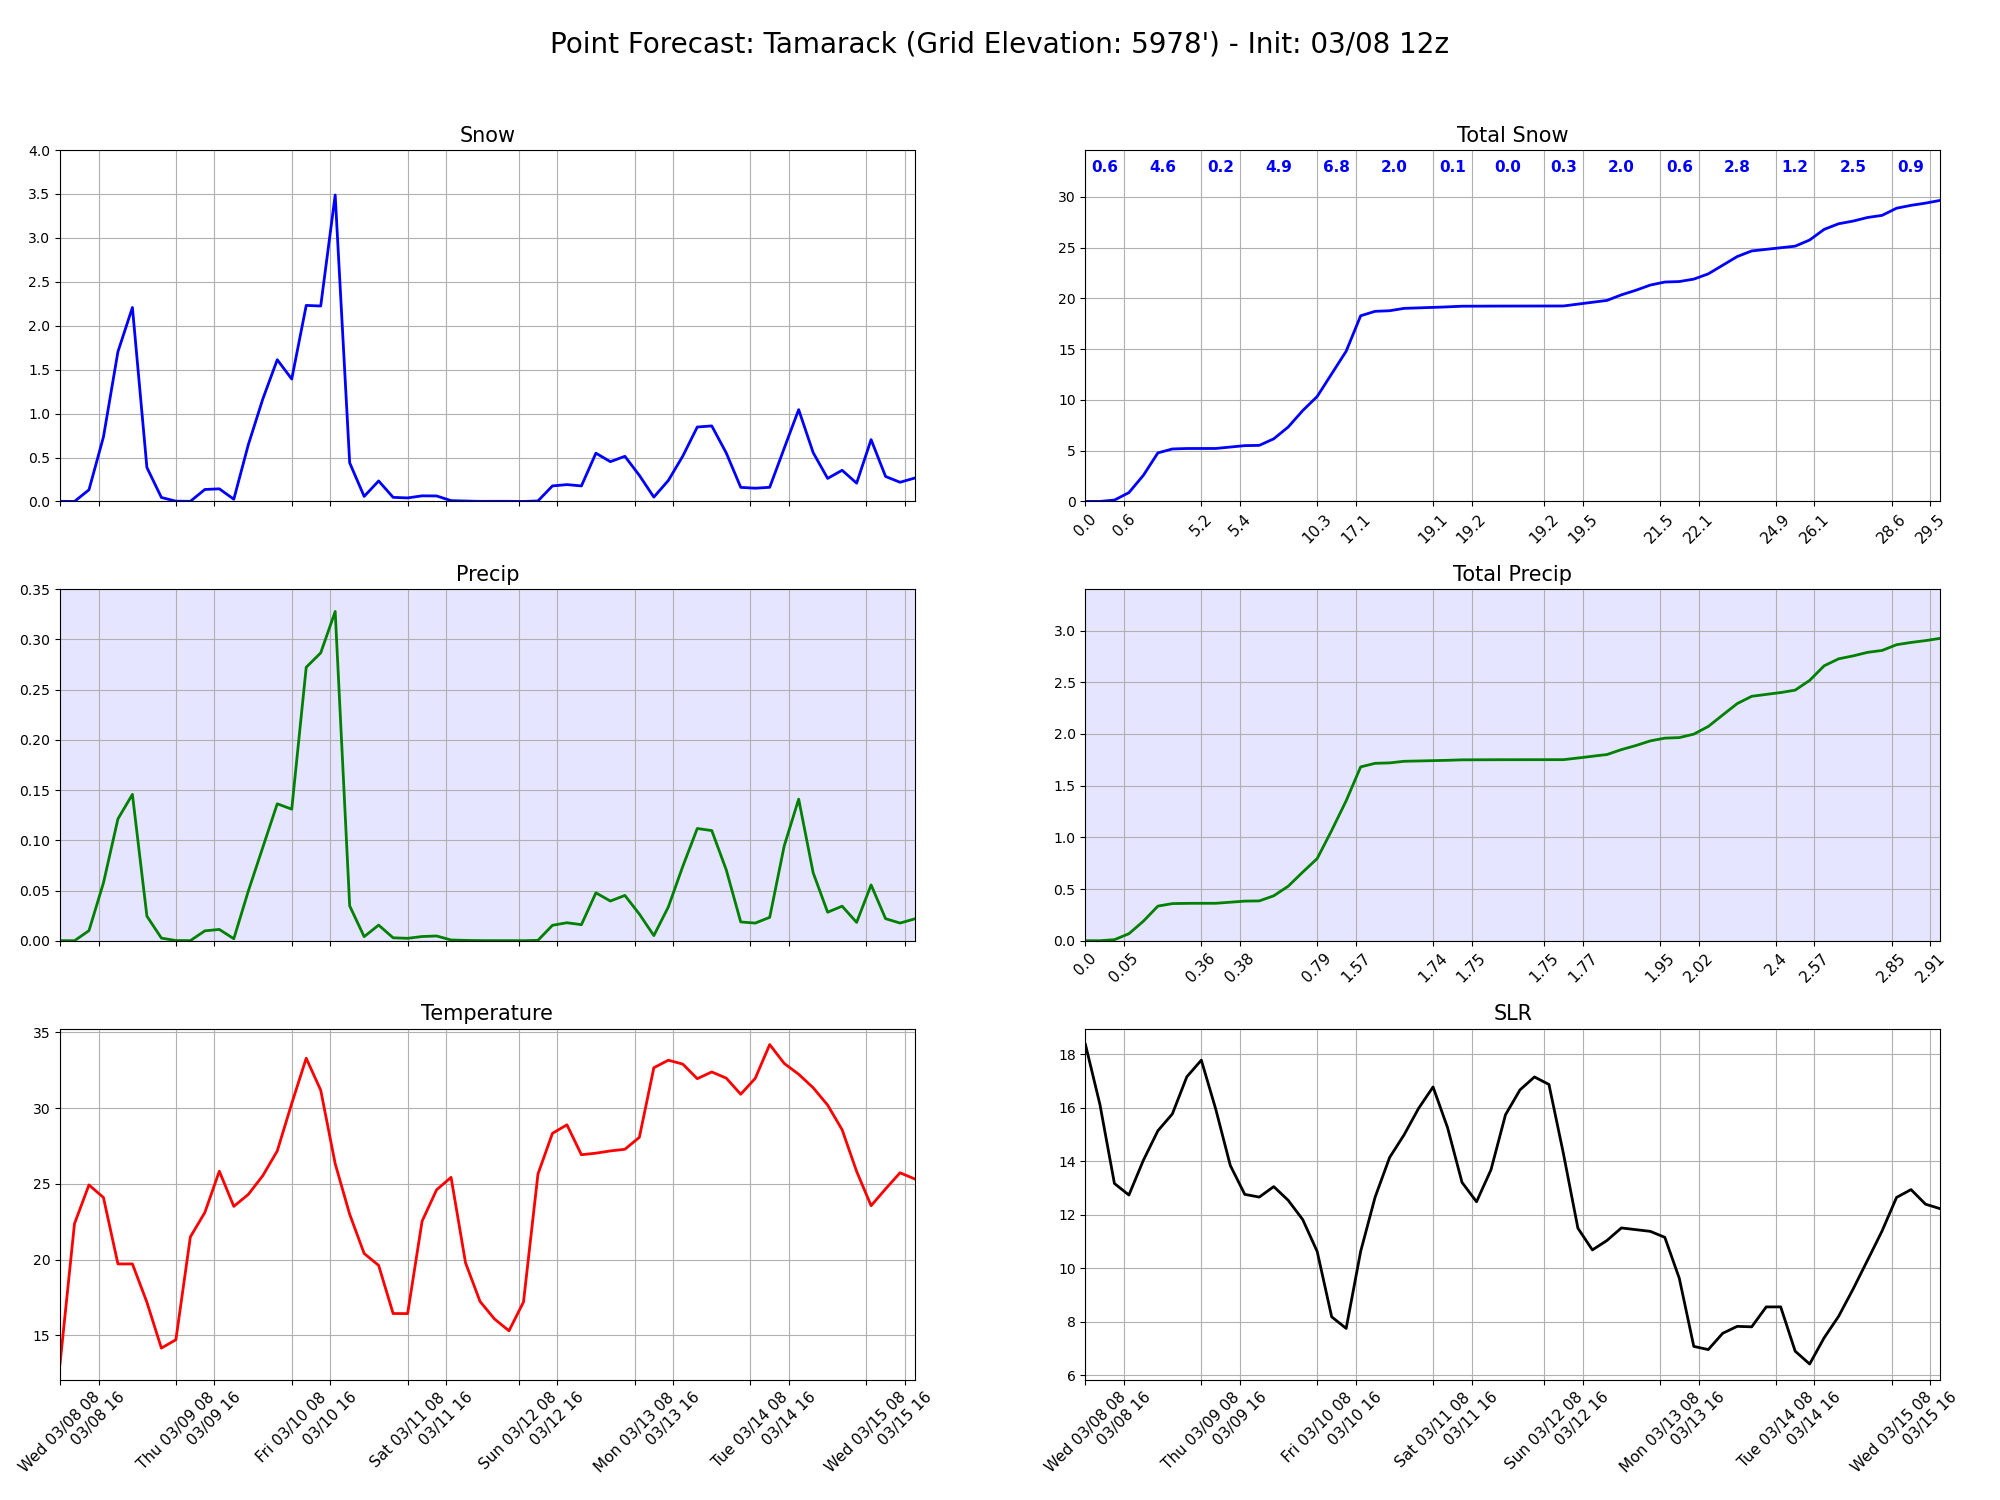 Point Forecast: Tamarack (Grid Elevation: 5978') - Init: 03/08 12z
Snow
4.0
3.5
3.0
2.5
2.0
1.5
1.0
0.5
0.0
Total Snow
0.6 4.6 0.2 4.9 6.8 2.0 0.1 0.0 0.3 2.0 0.6 2.8 1.2 2.5 0.9
30
25
20
15
10
5
0
0.0 0.6 5.2 5.4 10.3 17.1 19.1 19.2 19.2 19.5 21.5 22.1 24.9 26.1 28.6 29.5
Precip
0.35
0.30
0.25
0.20
0.15
0.10
0.05
0.00
Total Precip
3.0
2.5
2.0
1.5
1.0
0.5
0.0
0.0 0.05 0.36 0.38 0.79 1.57 1.74 1.75 1.75 1.77 1.95 2.02 2.4 2.57 2.85 2.91
Temperature
35
30
25
20
15
Wed 03/08 08
03/08 16
Thu 03/09 08
03/09 16
Fri 03/10 08
03/10 16
Sat 03/11 08
03/11 16
Sun 03/12 08
03/12 16
Mon 03/13 08
03/13 16
Tue 03/14 08
03/14 16
Wed 03/15 08
03/15 16
SLR
18
16
14
12
10
8
6
Wed 03/08 08
03/08 16
Thu 03/09 08
03/09 16
Fri 03/10 08
03/10 16
Sat 03/11 08
03/11 16
Sun 03/12 08
03/12 16
Mon 03/13 08
03/13 16
Tue 03/14 08
03/14 16
Wed 03/15 08
03/15 16